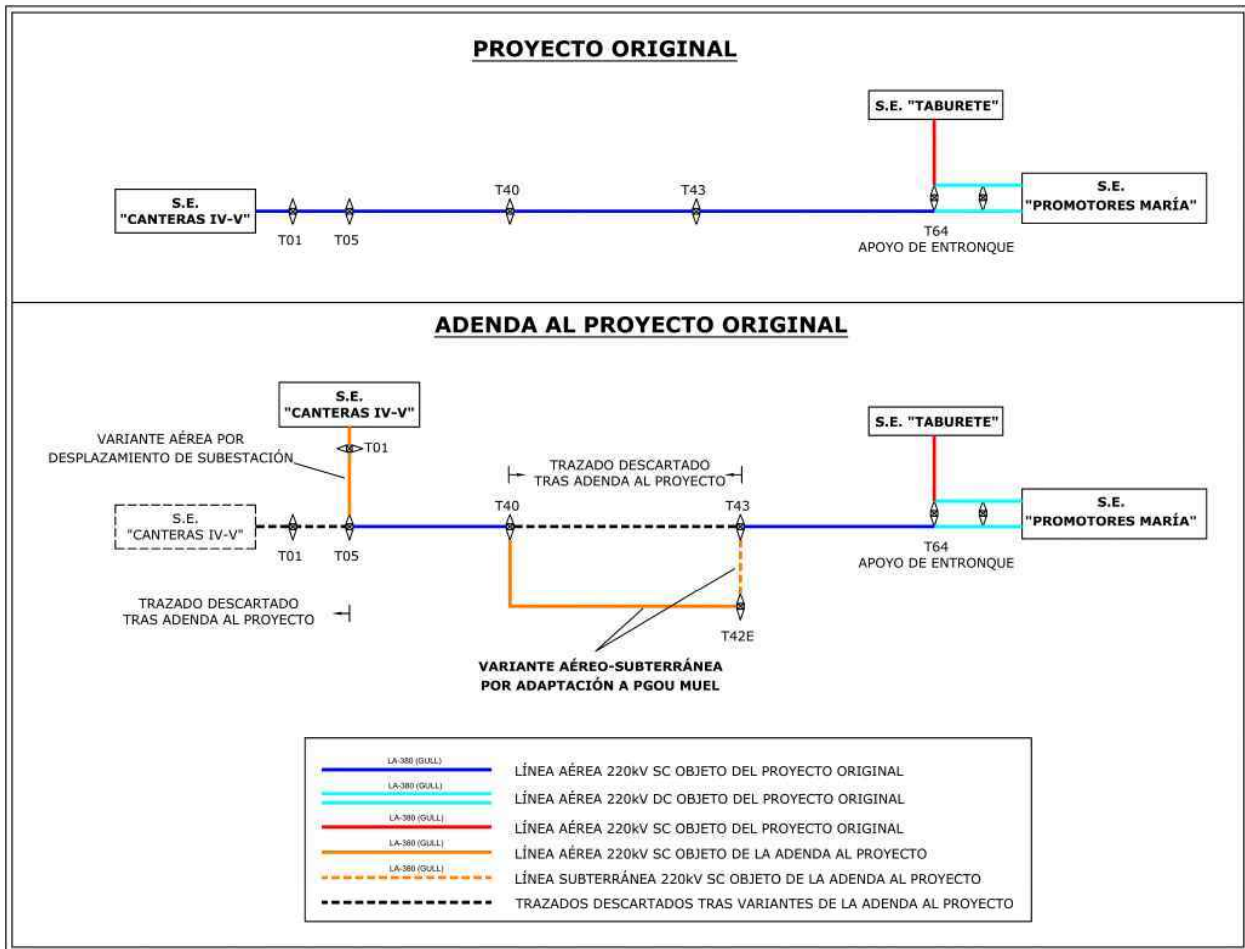 PROYECTO ORIGINAL
S.E. "TABURETE"
S.E.
"CANTERAS IV-V"
T01
T05
T40
T43
S.E.
"PROMOTORES MARÍA"
T64
APOYO DE ENTRONQUE
ADENDA AL PROYECTO ORIGINAL
S.E.
"CANTERAS IV-V"
VARIANTE AÉREA POR
DESPLAZAMIENTO DE SUBESTACIÓN
T01
S.E. "TABURETE"
TRAZADO DESCARTADO
TRAS ADENDA AL PROYECTO
T40
T43
S.E.
"CANTERAS IV-V"
T01
T05
S.E.
"PROMOTORES MARÍA"
T64
APOYO DE ENTRONQUE
TRAZADO DESCARTADO
TRAS ADENDA AL PROYECTO
T42E
VARIANTE AÉREO-SUBTERRÁNEA
POR ADAPTACIÓN A PGOU MUEL
LA-380 (GULL)
LÍNEA AÉREA 220kV SC OBJETO DEL PROYECTO ORIGINAL
LA-380 (GULL)
LÍNEA AÉREA 220kV DC OBJETO DEL PROYECTO ORIGINAL
LA-380 (GULL)
LÍNEA AÉREA 220kV SC OBJETO DEL PROYECTO ORIGINAL
LA-380 (GULL)
LÍNEA AÉREA 220kV SC OBJETO DE LA ADENDA AL PROYECTO
LA-380 (GULL)
LÍNEA SUBTERRÁNEA 220kV SC OBJETO DE LA ADENDA AL PROYECTO
TRAZADOS DESCARTADOS TRAS VARIANTES DE LA ADENDA AL PROYECTO